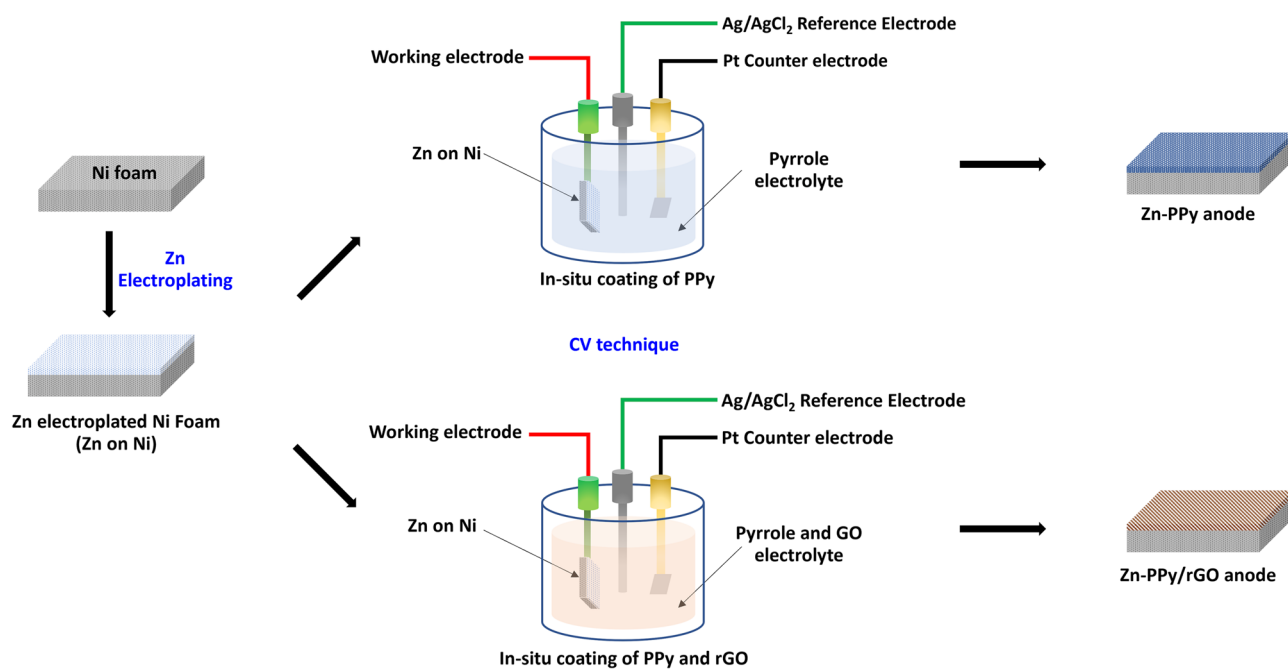 Ni foam
Zn
Electroplating
Zn electroplated Ni Foam
(Zn on Ni)
Ag/AgCl₂ Reference Electrode
Working electrode
Pt Counter electrode
Zn on Ni
Pyrrole
electrolyte
In-situ coating of PPy
Zn-PPy anode
CV technique
Ag/AgCl₂ Reference Electrode
Working electrode
Pt Counter electrode
Zn on Ni
Pyrrole and GO
electrolyte
In-situ coating of PPy and rGO
Zn-PPy/rGO anode